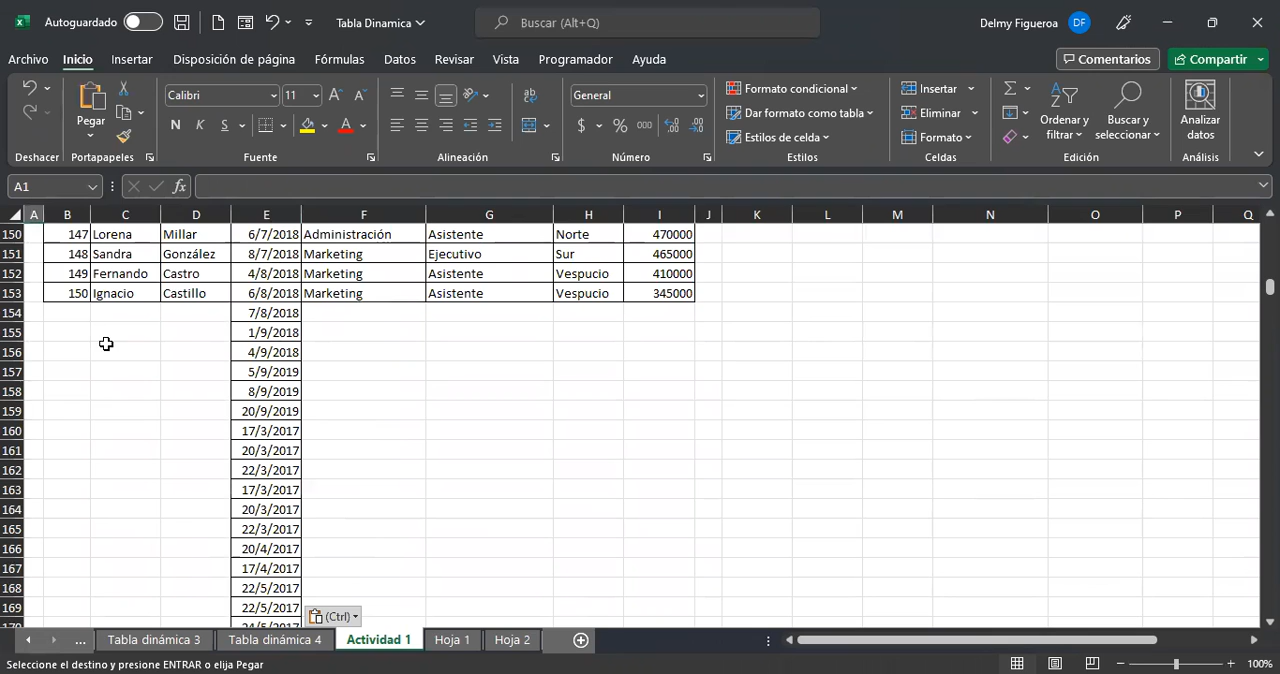 Autoguardado Tabla Dinamica Buscar (Alt+Q) Delmy Figueroa DF
Archivo Inicio Insertar Disposición de página Fórmulas Datos Revisar Vista Programador Ayuda Comentarios Compartir
Pegar Calibri 11 General Formato condicional Insertar Ordenar y filtrar Buscar y seleccionar Analizar datos
N K S $ % 000 Dar formato como tabla Eliminar
Estilos de celda Formato
Deshacer Portapapeles Fuente Alineación Número Estilos Celdas Edición Análisis
A1 fx
A B C D E F G H I J K L M N O P Q
150 147 Lorena Millar 6/7/2018 Administración Asistente Norte 470000
151 148 Sandra González 8/7/2018 Marketing Ejecutivo Sur 465000
152 149 Fernando Castro 4/8/2018 Marketing Asistente Vespucio 410000
153 150 Ignacio Castillo 6/8/2018 Marketing Asistente Vespucio 345000
154 7/8/2018
155 1/9/2018
156 4/9/2018
157 5/9/2019
158 8/9/2019
159 20/9/2019
160 17/3/2017
161 20/3/2017
162 22/3/2017
163 17/3/2017
164 20/3/2017
165 22/3/2017
166 20/4/2017
167 17/4/2017
168 22/5/2017
169 22/5/2017
170 24/5/2017
(Ctrl)
... Tabla dinámica 3 Tabla dinámica 4 Actividad 1 Hoja 1 Hoja 2
Seleccione el destino y presione ENTRAR o elija Pegar 100%